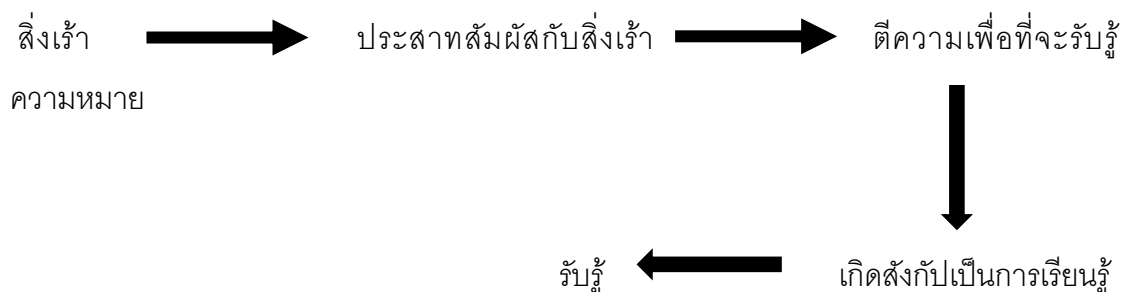 สิ่งเร้า ประสาทสัมผัสกับสิ่งเร้า ตีความเพื่อที่จะรับรู้
ความหมาย
รับรู้ เกิดสังกัปเป็นการเรียนรู้